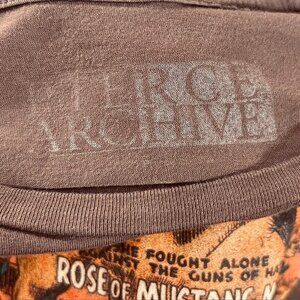 FIERCE
ARCHIVE
FOUGHT ALONE
THE GUNS OF
ROSE OF MUSTANG